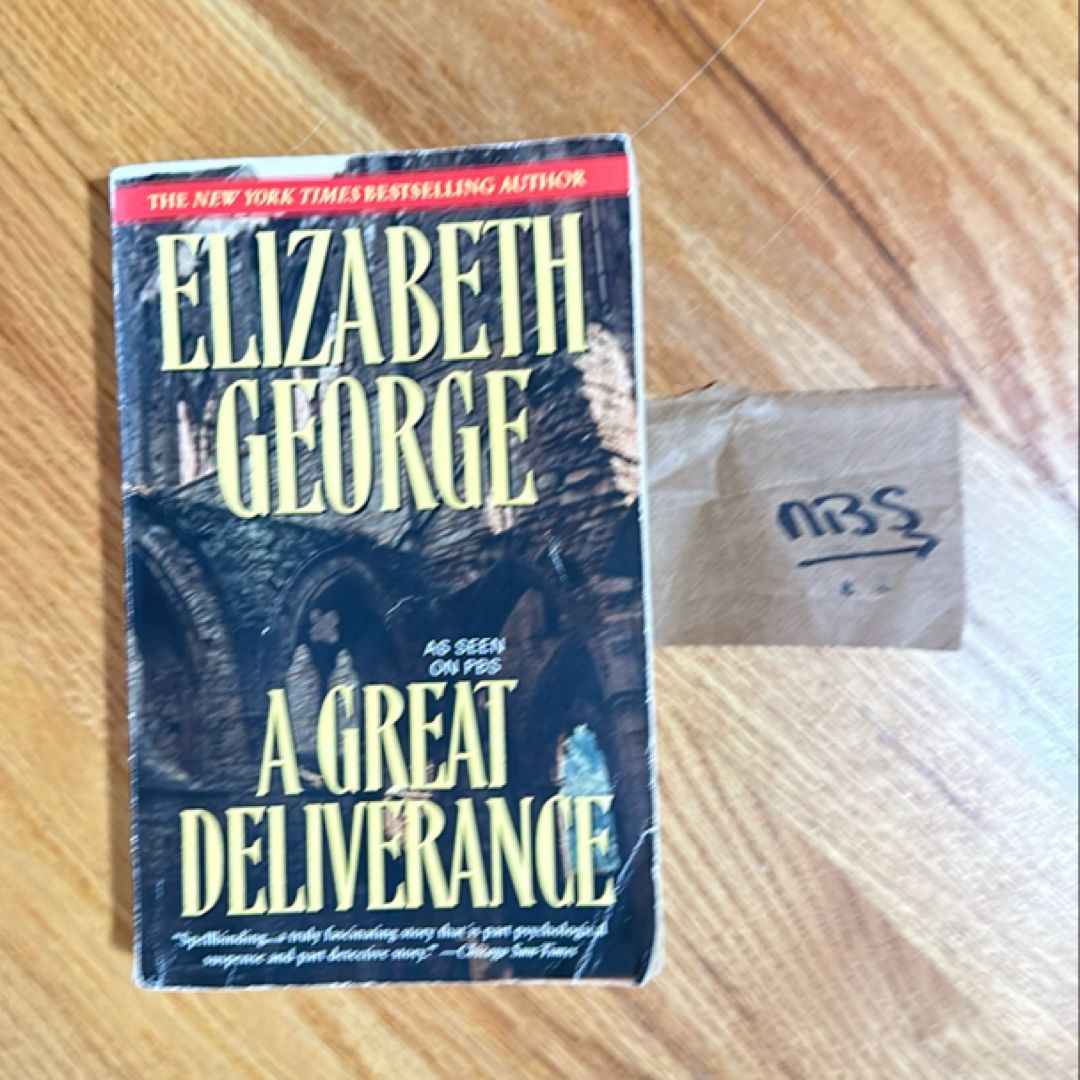 THE NEW YORK TIMES BESTSELLING AUTHOR
ELIZABETH
GEORGE
AS SEEN
ON PBS
A GREAT
DELIVERANCE
"Spellbinding...a truly fascinating story that is part psychological
suspense and part detective story." —Chicago Sun-Times
NBS